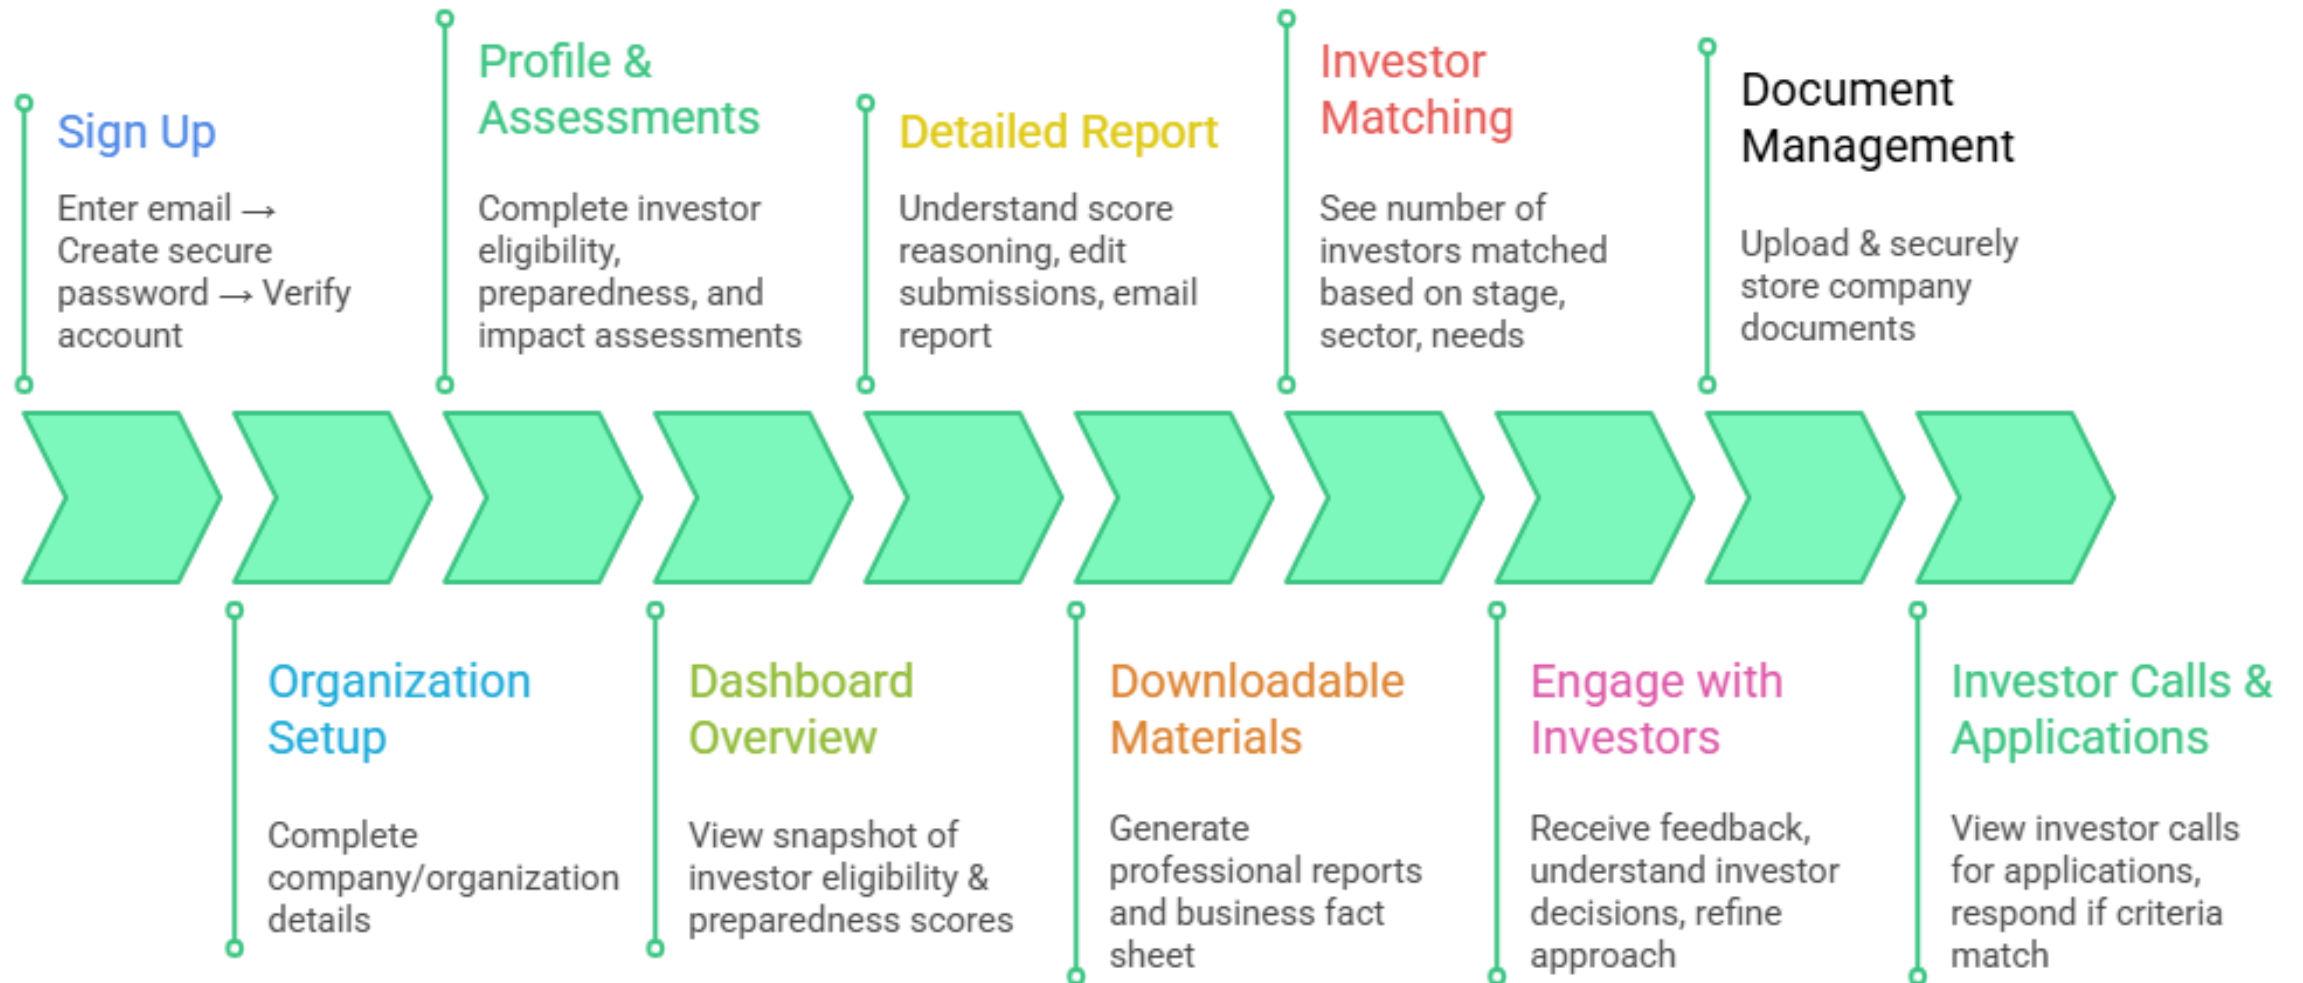 Sign Up
Enter email →
Create secure
password → Verify
account
Organization
Setup
Complete
company/organization
details
Profile &
Assessments
Complete investor
eligibility,
preparedness, and
impact assessments
Dashboard
Overview
View snapshot of
investor eligibility &
preparedness scores
Detailed Report
Understand score
reasoning, edit
submissions, email
report
Downloadable
Materials
Generate
professional reports
and business fact
sheet
Investor
Matching
See number of
investors matched
based on stage,
sector, needs
Engage with
Investors
Receive feedback,
understand investor
decisions, refine
approach
Document
Management
Upload & securely
store company
documents
Investor Calls &
Applications
View investor calls
for applications,
respond if criteria
match